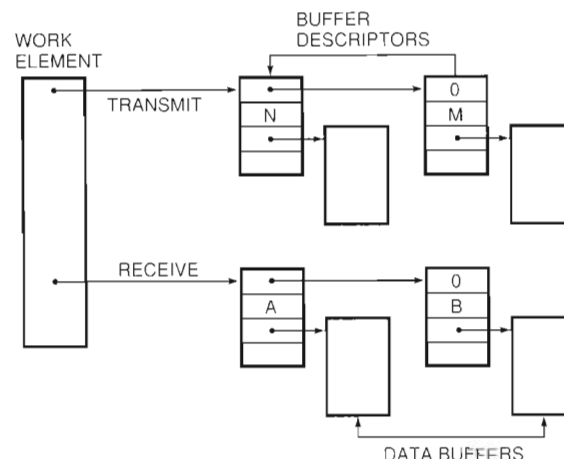 BUFFER
DESCRIPTORS
WORK
ELEMENT
0
TRANSMIT
N
M
RECEIVE
0
A
B
DATA BUFFERS